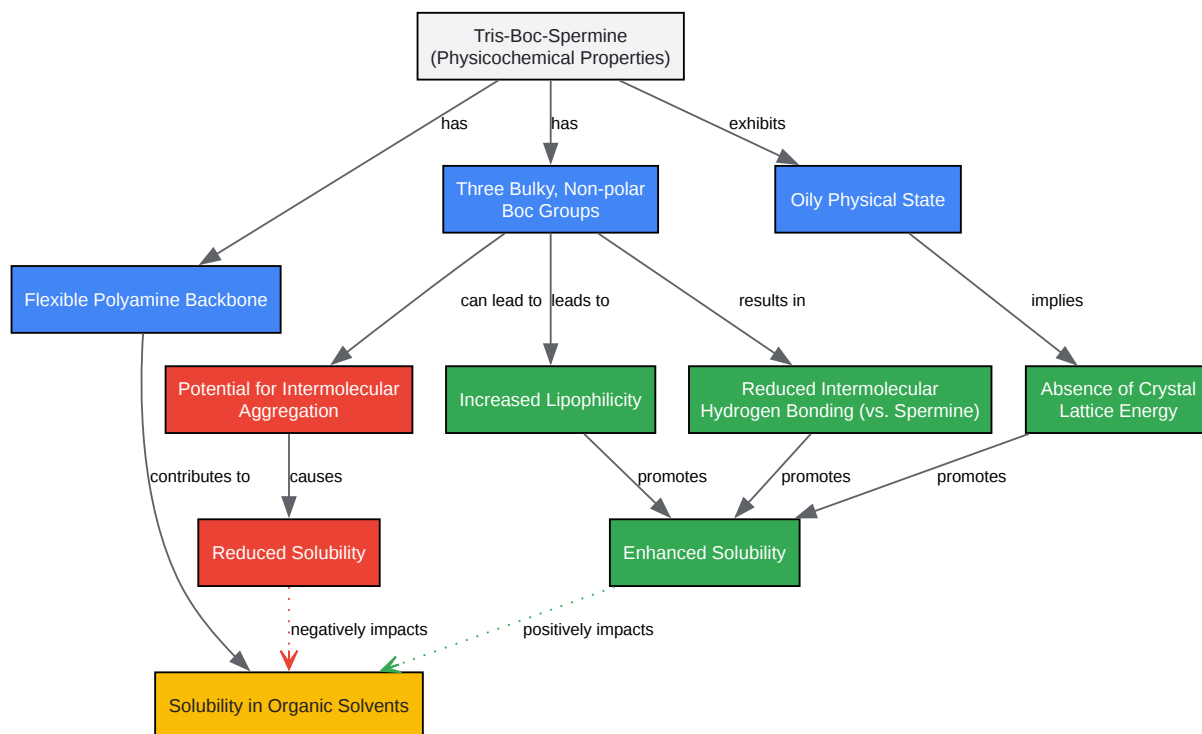 Tris-Boc-Spermine
(Physicochemical Properties)
has
has
exhibits
Three Bulky, Non-polar
Boc Groups
Oily Physical State
Flexible Polyamine Backbone
can lead to
leads to
results in
implies
Potential for Intermolecular
Aggregation
Increased Lipophilicity
Reduced Intermolecular
Hydrogen Bonding (vs. Spermine)
Absence of Crystal
Lattice Energy
contributes to
causes
promotes
promotes
promotes
Reduced Solubility
Enhanced Solubility
negatively impacts
positively impacts
Solubility in Organic Solvents